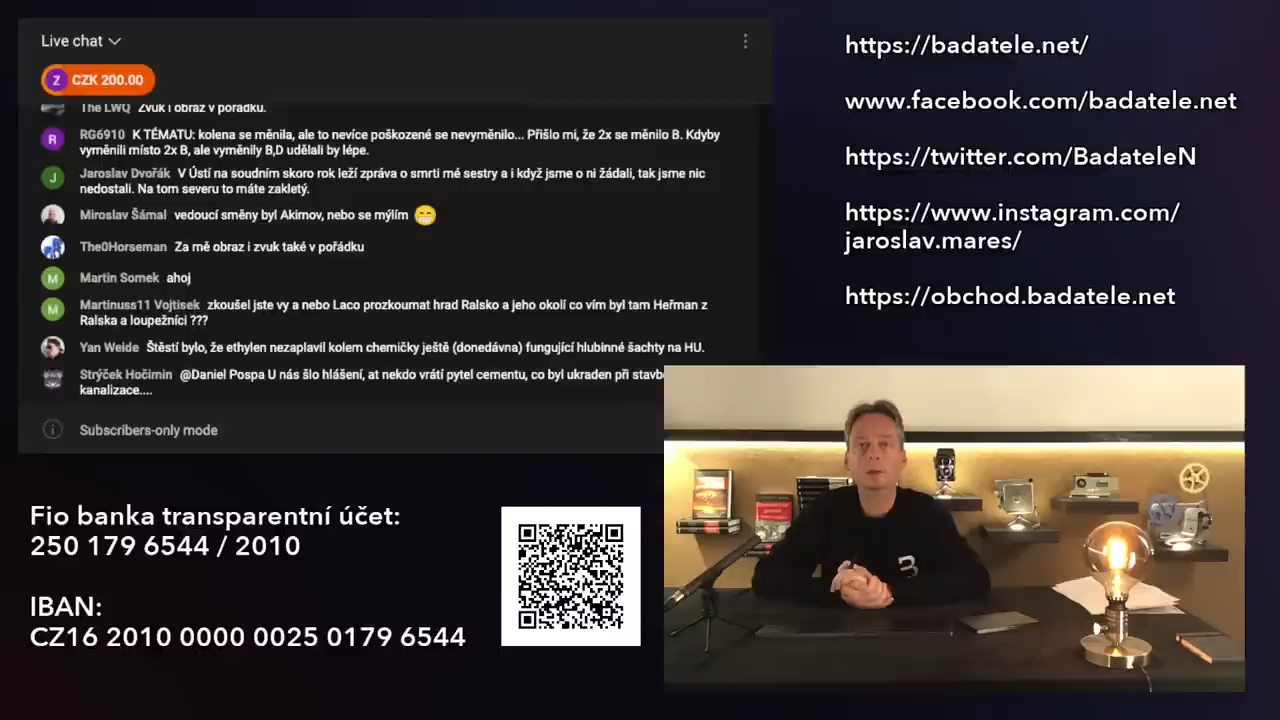 Live chat
Z CZK 200.00
The LWQ Zvuk i obraz v pořádku.
R RG6910 K TÉMATU: kolena se měnila, ale to nevíce poškozené se nevyměnilo... Přišlo mi, že 2x se měnilo B. Kdyby
vyměnili místo 2x B, ale vyměnily B,D udělali by lépe.
J Jaroslav Dvořák V Ústí na soudním skoro rok leží zpráva o smrti mé sestry a i když jsme o ni žádali, tak jsme nic
nedostali. Na tom severu to máte zakletý.
Miroslav Šámal vedoucí směny byl Akimov, nebo se mýlím 😁
The0Horseman Za mě obraz i zvuk také v pořádku
M Martin Somek ahoj
M Martinuss11 Vojtisek zkoušel jste vy a nebo Laco prozkoumat hrad Ralsko a jeho okolí co vím byl tam Heřman z
Ralska a loupežníci ???
Yan Weide Štěstí bylo, že ethylen nezaplavil kolem chemičky ještě (donedávna) fungující hlubinné šachty na HU.
Strýček Hočimin @Daniel Pospa U nás šlo hlášení, at nekdo vrátí pytel cementu, co byl ukraden při stavbě
kanalizace....
Subscribers-only mode
https://badatele.net/
www.facebook.com/badatele.net
https://twitter.com/BadateleN
https://www.instagram.com/
jaroslav.mares/
https://obchod.badatele.net
Fio banka transparentní účet:
250 179 6544 / 2010
IBAN:
CZ16 2010 0000 0025 0179 6544